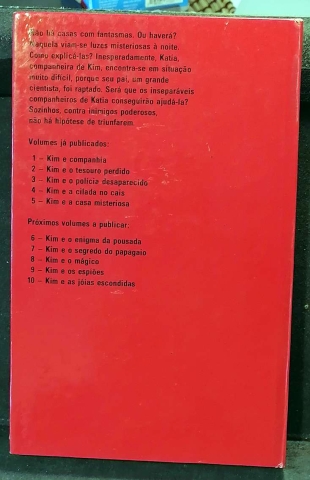 Não há casas com fantasmas. Ou haverá?
Naquela viam-se luzes misteriosas à noite.
Como explicá-las? Inesperadamente, Katia,
companheira de Kim, encontra-se em situação
muito difícil, porque seu pai, um grande
cientista, foi raptado. Será que os inseparáveis
companheiros de Katia conseguirão ajudá-la?
Sozinhos, contra inimigos poderosos,
não há hipótese de triunfarem.
Volumes já publicados:
1 – Kim e companhia
2 – Kim e o tesouro perdido
3 – Kim e o polícia desaparecido
4 – Kim e a cilada no cais
5 – Kim e a casa misteriosa
Próximos volumes a publicar:
6 – Kim e o enigma da pousada
7 – Kim e o segredo do papagaio
8 – Kim e o mágico
9 – Kim e os espiões
10 – Kim e as jóias escondidas